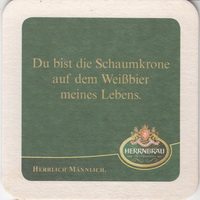 Du bist die Schaumkrone
auf dem Weißbier
meines Lebens.
HERRNBRÄU
HERRLICH MÄNNLICH.